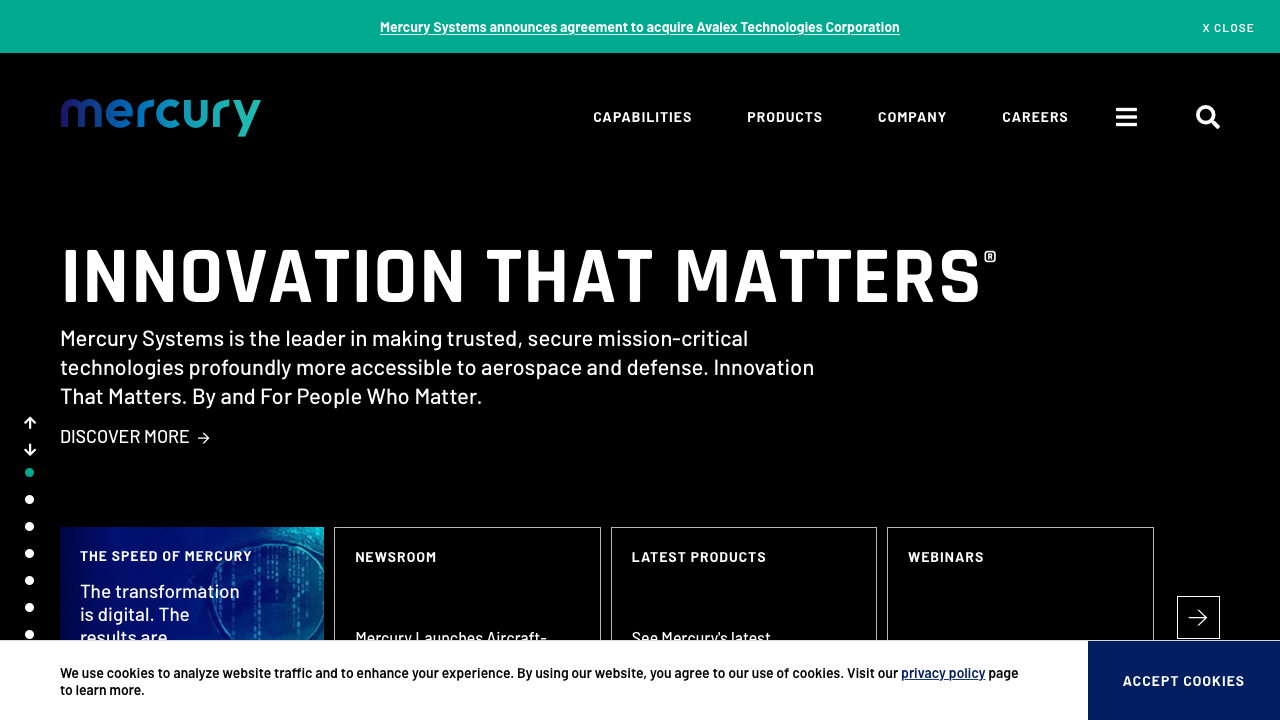 Mercury Systems announces agreement to acquire Avalex Technologies Corporation
X CLOSE
mercury
CAPABILITIES
PRODUCTS
COMPANY
CAREERS
INNOVATION THAT MATTERS®
Mercury Systems is the leader in making trusted, secure mission-critical
technologies profoundly more accessible to aerospace and defense. Innovation
That Matters. By and For People Who Matter.
DISCOVER MORE →
THE SPEED OF MERCURY
The transformation
is digital. The
results are
NEWSROOM
Mercury Launches Aircraft-
LATEST PRODUCTS
See Mercury's latest
WEBINARS
We use cookies to analyze website traffic and to enhance your experience. By using our website, you agree to our use of cookies. Visit our privacy policy page
to learn more.
ACCEPT COOKIES